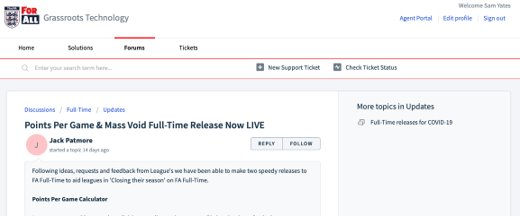 Welcome Sam Yates
For All
Grassroots Technology
Agent Portal Edit profile Sign out
Home Solutions Forums Tickets
Enter your search term here...
New Support Ticket Check Ticket Status
Discussions / Full-Time / Updates
Points Per Game & Mass Void Full-Time Release Now LIVE
J
Jack Patmore
started a topic 14 days ago
REPLY FOLLOW
Following ideas, requests and feedback from League's we have been able to make two speedy releases to
FA Full-Time to aid leagues in 'Closing their season' on FA Full-Time.
Points Per Game Calculator
More topics in Updates
Full-Time releases for COVID-19